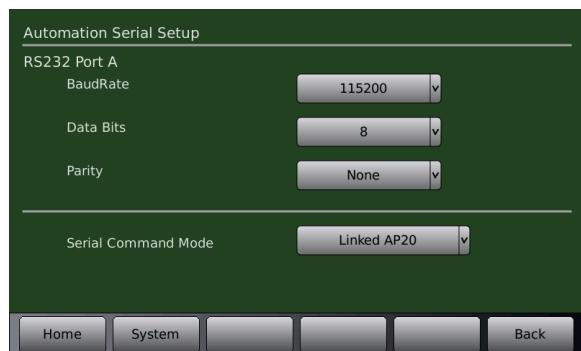 Automation Serial Setup
RS232 Port A
BaudRate 115200
Data Bits 8
Parity None
Serial Command Mode Linked AP20
Home System Back